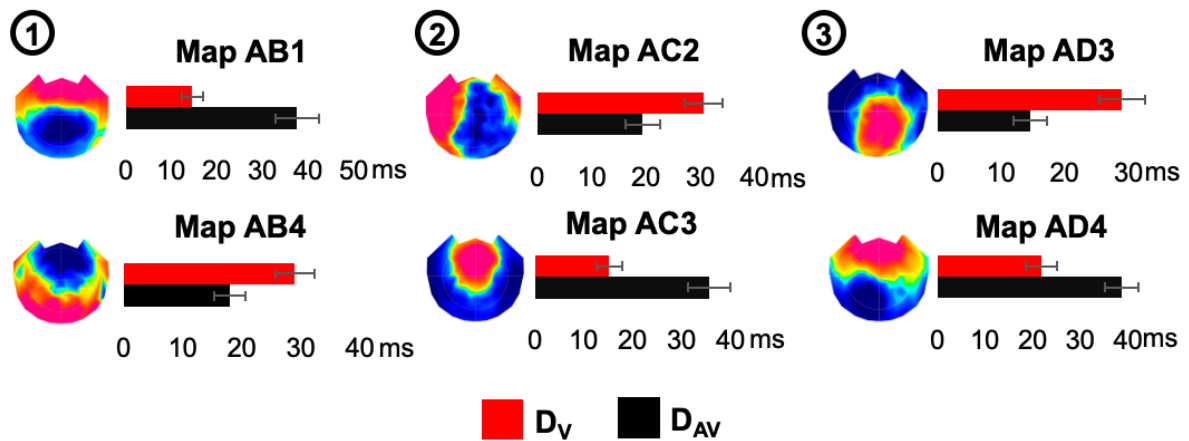 1
Map AB1
0 10 20 30 40 50 ms
Map AB4
0 10 20 30 40 ms
2
Map AC2
0 10 20 30 40 ms
Map AC3
0 10 20 30 40 ms
3
Map AD3
0 10 20 30 ms
Map AD4
0 10 20 30 40 ms
DV
DAV